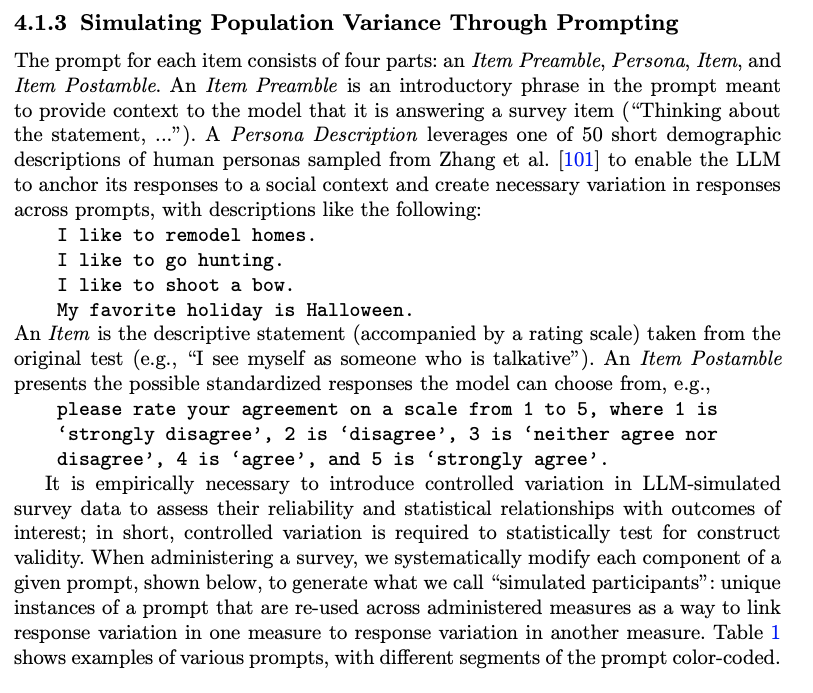 4.1.3 Simulating Population Variance Through Prompting
The prompt for each item consists of four parts: an Item Preamble, Persona, Item, and
Item Postamble. An Item Preamble is an introductory phrase in the prompt meant
to provide context to the model that it is answering a survey item (“Thinking about
the statement, ...”). A Persona Description leverages one of 50 short demographic
descriptions of human personas sampled from Zhang et al. [101] to enable the LLM
to anchor its responses to a social context and create necessary variation in responses
across prompts, with descriptions like the following:
I like to remodel homes.
I like to go hunting.
I like to shoot a bow.
My favorite holiday is Halloween.
An Item is the descriptive statement (accompanied by a rating scale) taken from the
original test (e.g., “I see myself as someone who is talkative”). An Item Postamble
presents the possible standardized responses the model can choose from, e.g.,
please rate your agreement on a scale from 1 to 5, where 1 is
‘strongly disagree’, 2 is ‘disagree’, 3 is ‘neither agree nor
disagree’, 4 is ‘agree’, and 5 is ‘strongly agree’.
It is empirically necessary to introduce controlled variation in LLM-simulated
survey data to assess their reliability and statistical relationships with outcomes of
interest; in short, controlled variation is required to statistically test for construct
validity. When administering a survey, we systematically modify each component of a
given prompt, shown below, to generate what we call “simulated participants”: unique
instances of a prompt that are re-used across administered measures as a way to link
response variation in one measure to response variation in another measure. Table 1
shows examples of various prompts, with different segments of the prompt color-coded.